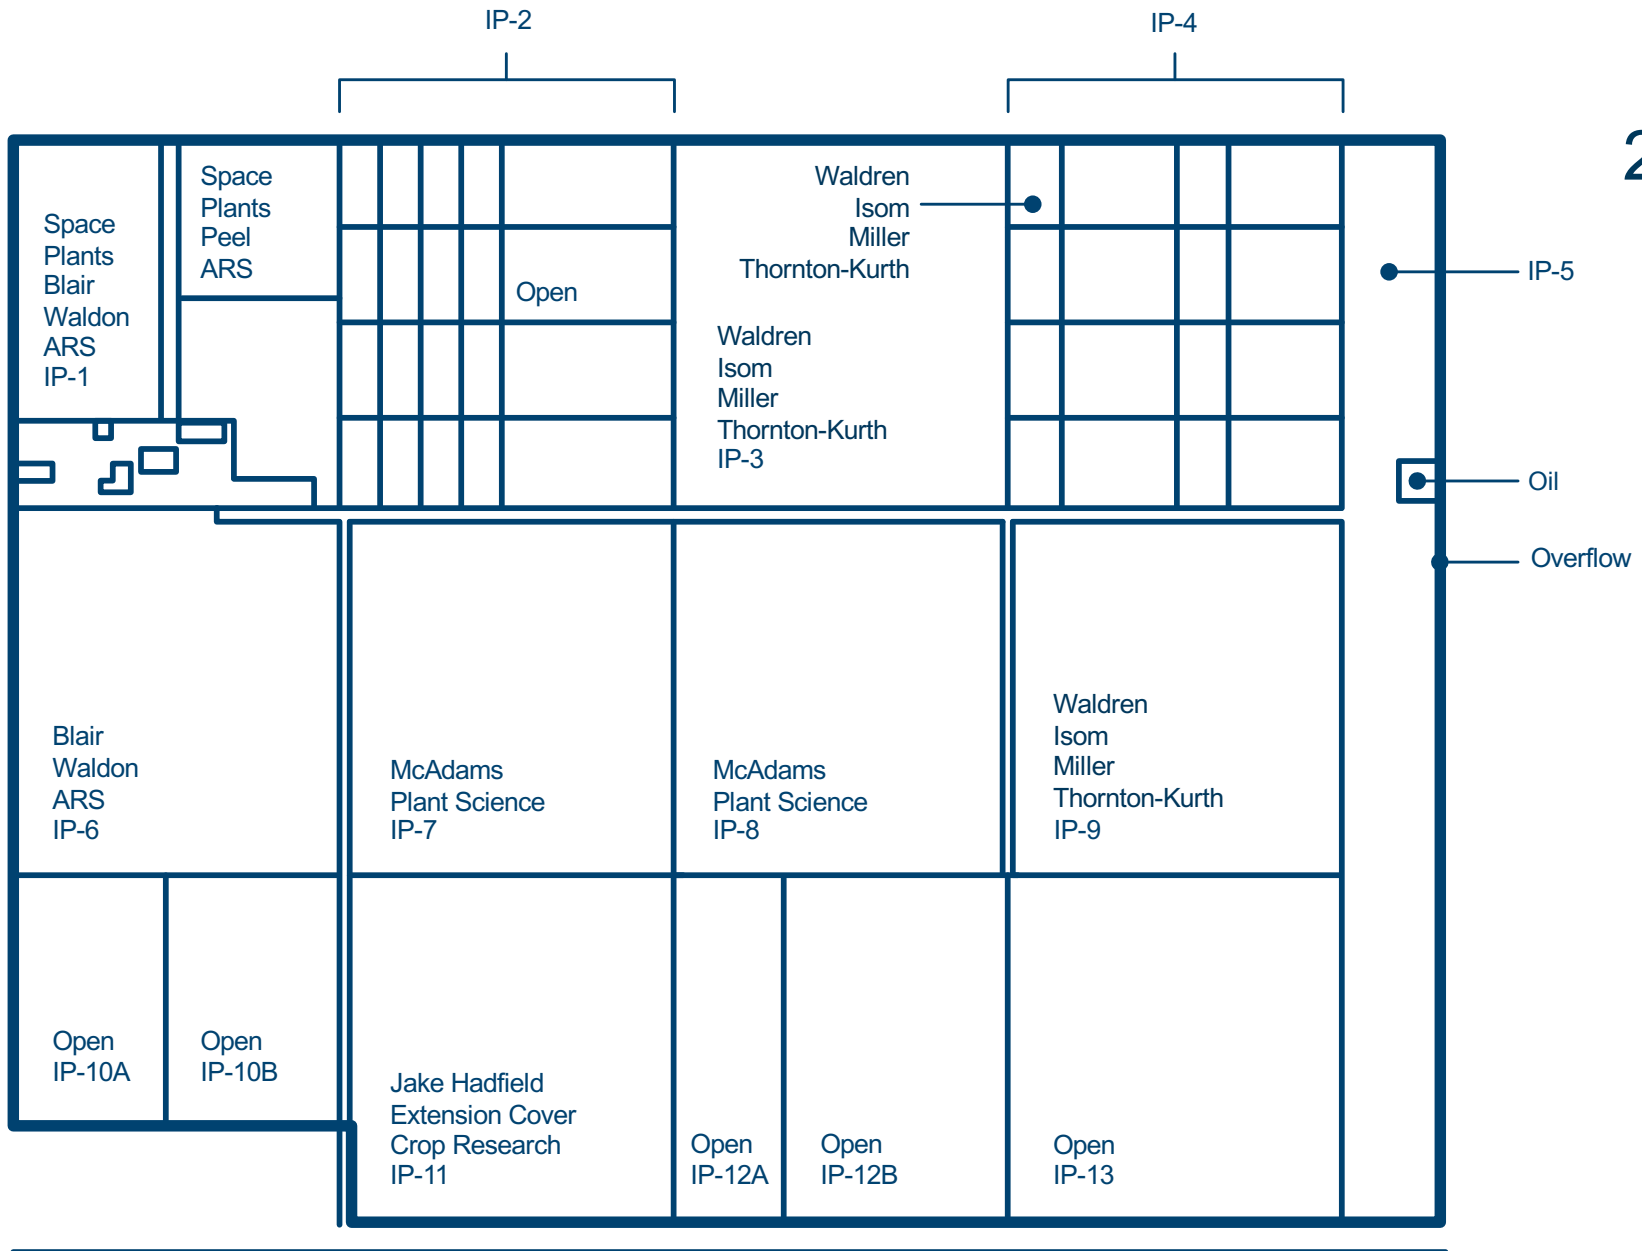 IP-2
IP-4
2
Space
Plants
Blair
Waldon
ARS
IP-1
Space
Plants
Peel
ARS
Open
Waldren
Isom
Miller
Thornton-Kurth
Waldren
Isom
Miller
Thornton-Kurth
IP-3
IP-5
Oil
Overflow
Blair
Waldon
ARS
IP-6
McAdams
Plant Science
IP-7
McAdams
Plant Science
IP-8
Waldren
Isom
Miller
Thornton-Kurth
IP-9
Open
IP-10A
Open
IP-10B
Jake Hadfield
Extension Cover
Crop Research
IP-11
Open
IP-12A
Open
IP-12B
Open
IP-13